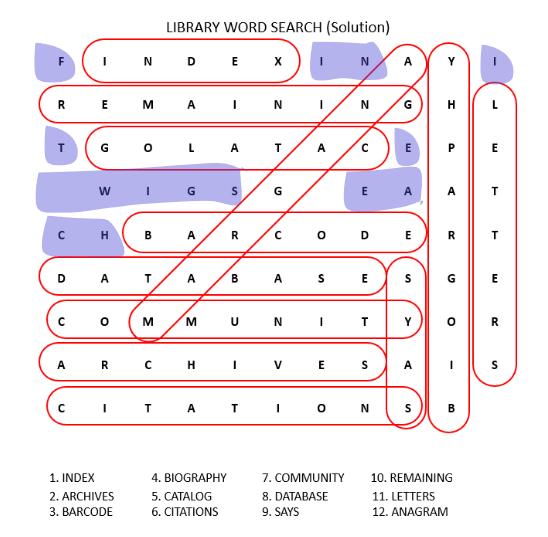 LIBRARY WORD SEARCH (Solution)
F I N D E X I N A Y I
R E M A I N I N G H L
T G O L A T A C E P E
W I G S G E A A T
C H B A R C O D E R T
D A T A B A S E S G E
C O M M U N I T Y O R
A R C H I V E S A I S
C I T A T I O N S B
1. INDEX 4. BIOGRAPHY 7. COMMUNITY 10. REMAINING
2. ARCHIVES 5. CATALOG 8. DATABASE 11. LETTERS
3. BARCODE 6. CITATIONS 9. SAYS 12. ANAGRAM